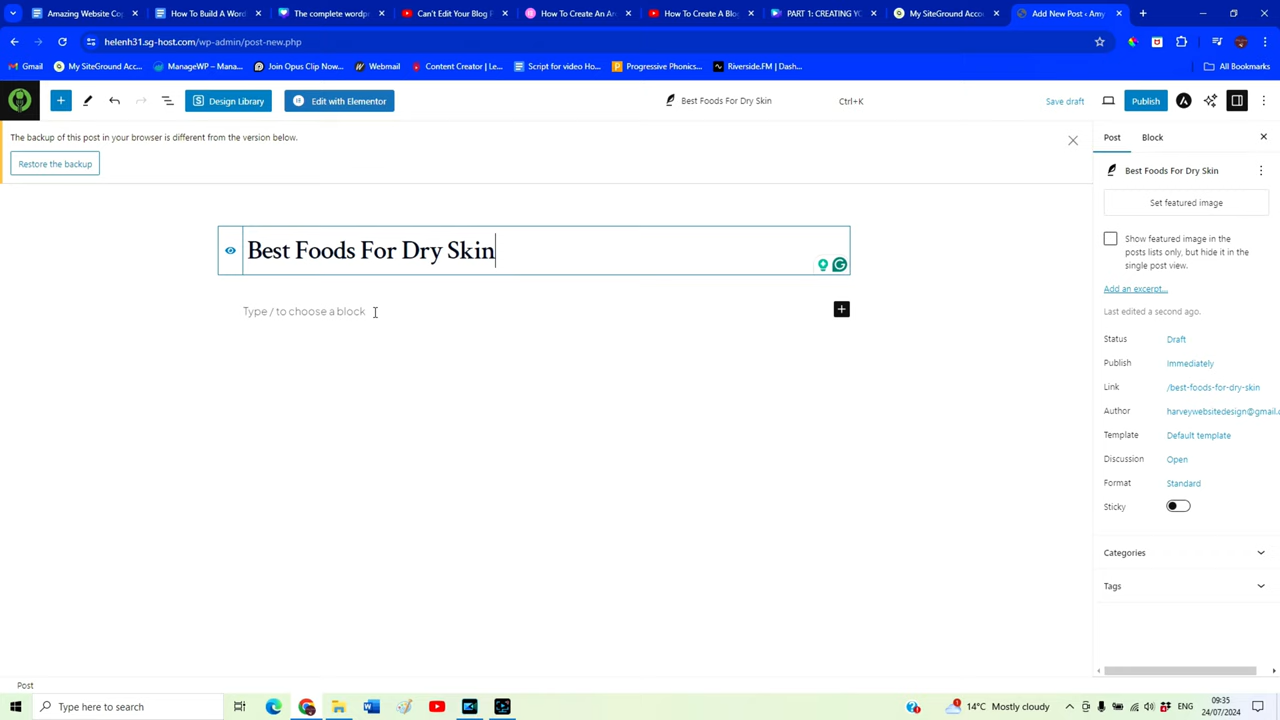 Amazing Website Cop
How To Build A Word
The complete wordpr
Can't Edit Your Blog P
How To Create An An
How To Create A Blog
PART 1: CREATING YO
My SiteGround Accou
Add New Post ‹ Amy
helenh31.sg-host.com/wp-admin/post-new.php
Gmail
My SiteGround Acc...
ManageWP – Mana...
Join Opus Clip Now...
Webmail
Content Creator | Le...
Script for video Ho...
Progressive Phonics...
Riverside.FM | Dash...
All Bookmarks
Design Library
Edit with Elementor
Best Foods For Dry Skin
Ctrl+K
Save draft
Publish
The backup of this post in your browser is different from the version below.
Restore the backup
Best Foods For Dry Skin
Type / to choose a block
Post
Block
Best Foods For Dry Skin
Set featured image
Show featured image in the
posts lists only, but hide it in the
single post view.
Add an excerpt...
Last edited a second ago.
Status
Draft
Publish
Immediately
Link
/best-foods-for-dry-skin
Author
harveywebsitedesign@gmail.c
Template
Default template
Discussion
Open
Format
Standard
Sticky
Categories
Tags
Post
Type here to search
14°C Mostly cloudy
ENG
09:35
24/07/2024